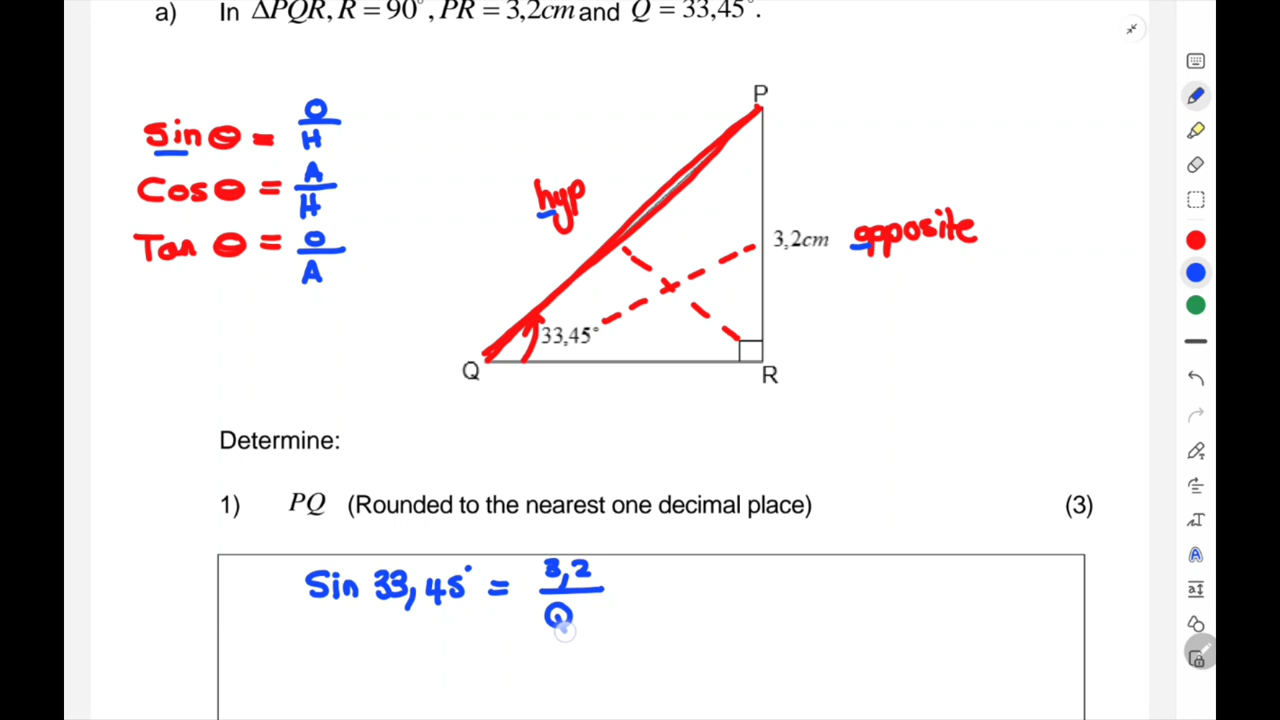 a) In ΔPQR, R = 90°, PR = 3,2cm and Q = 33,45°.
P
Sin θ = O/H
Cos θ = A/H
hyp
3,2cm opposite
Tan θ = O/A
33,45°
Q
R
Determine:
1) PQ (Rounded to the nearest one decimal place) (3)
Sin 33,45° = 3,2/Q